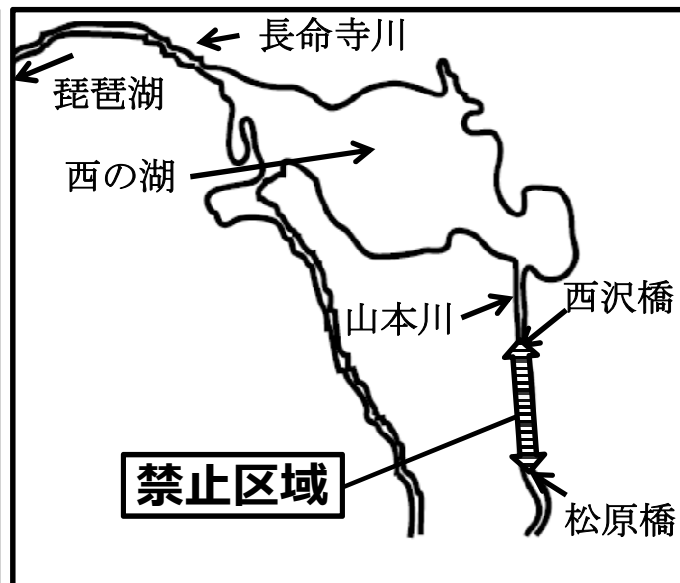 長命寺川
琵琶湖
西の湖
西沢橋
山本川
禁止区域
松原橋